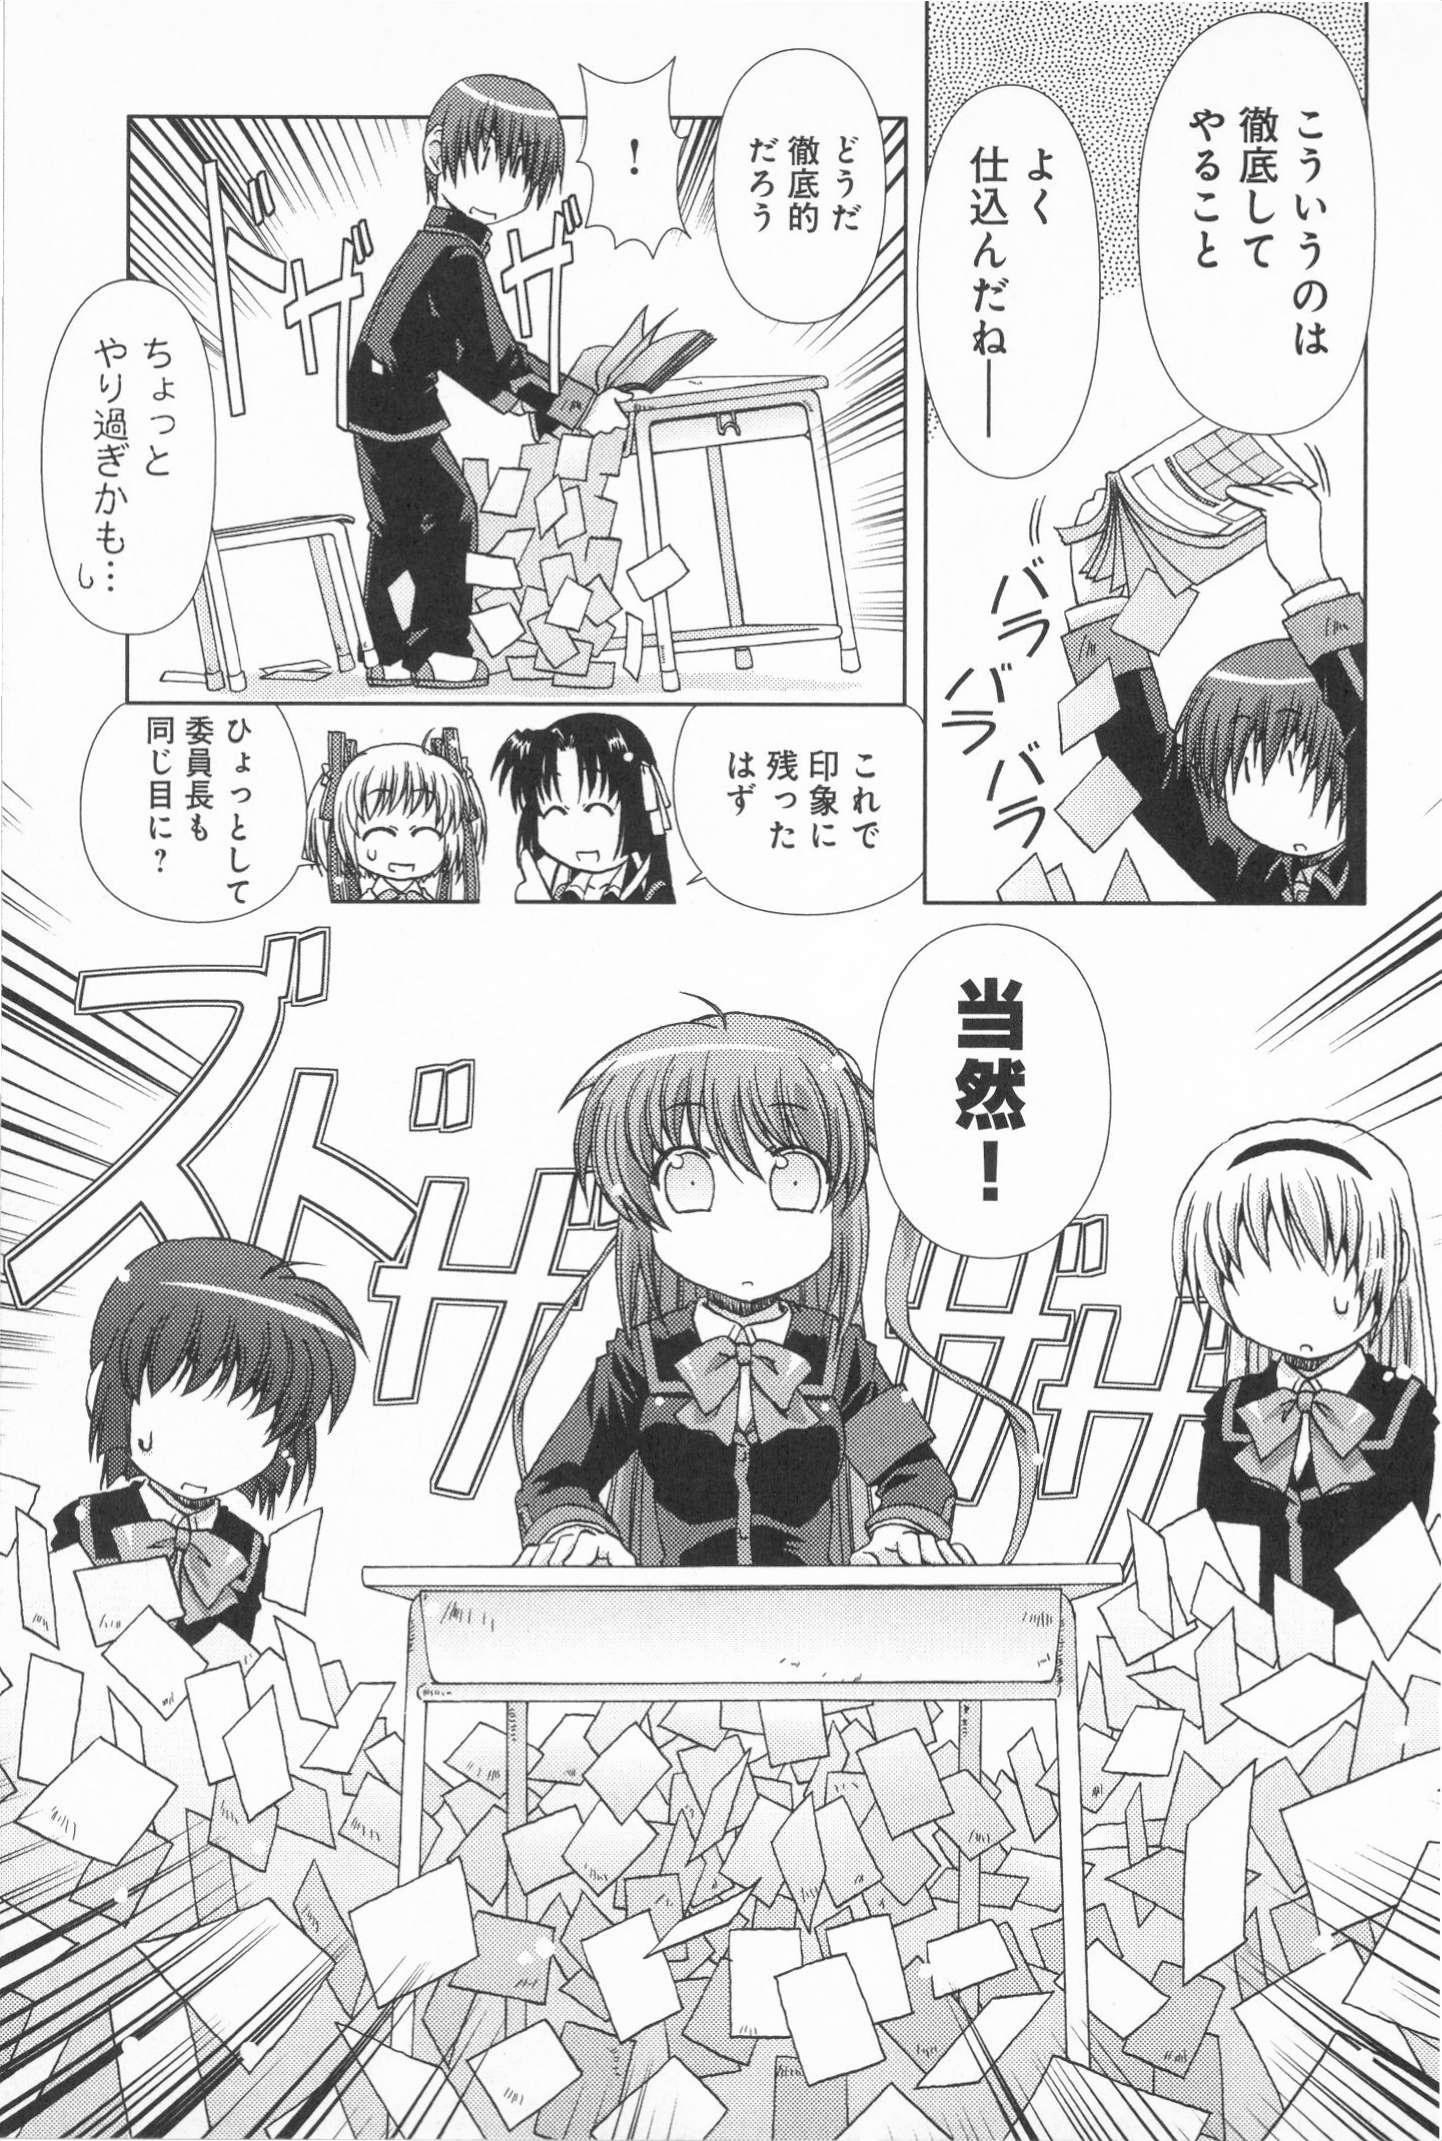 こういうのは
徹底して
やること
よく
仕込んだね――
バラ
バラ
バラ
どうだ
徹底的
だろう
！
ドザザ
ザザー
ちょっと
やり過ぎかも…
これで
印象に
残った
はず
ひょっとして
委員長も
同じ目に？
当然！
ズドザザザザ